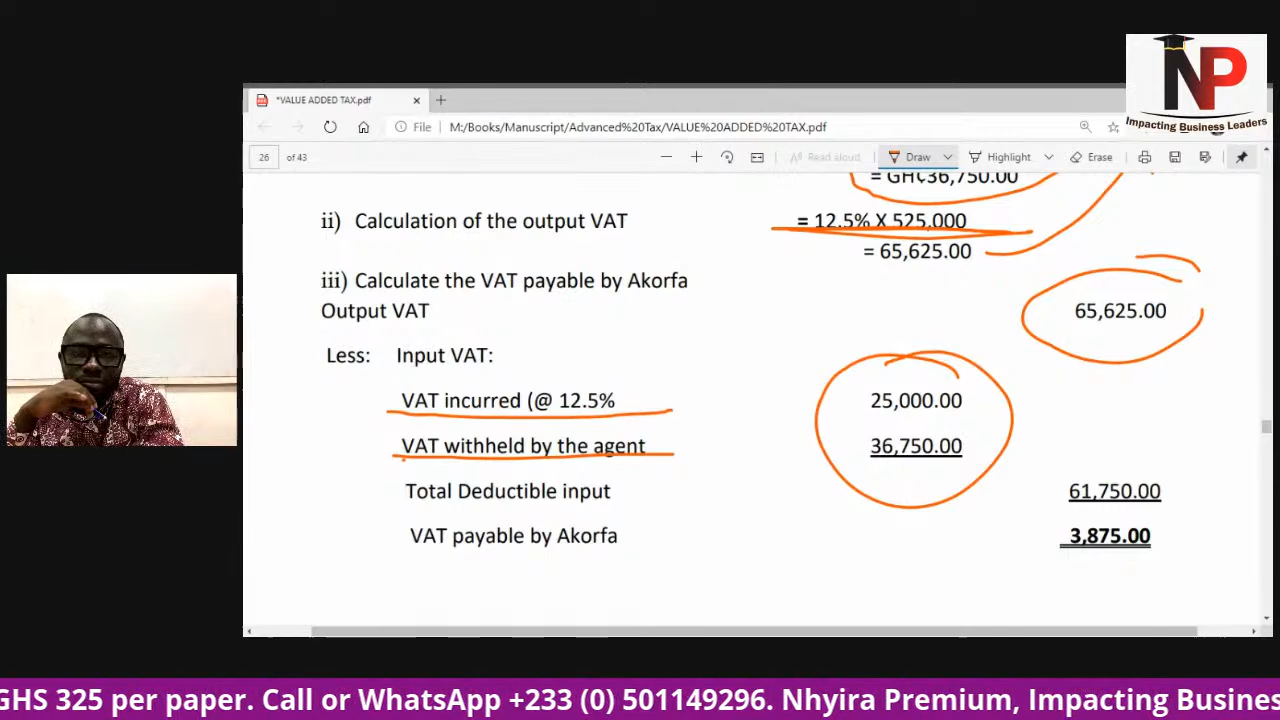 NP
Impacting Business Leaders
*VALUE ADDED TAX.pdf
File M:/Books/Manuscript/Advanced%20Tax/VALUE%20ADDED%20TAX.pdf
26 of 43 Read aloud Draw Highlight Erase
= GH¢36,750.00
ii) Calculation of the output VAT = 12.5% X 525,000
= 65,625.00
iii) Calculate the VAT payable by Akorfa
Output VAT 65,625.00
Less: Input VAT:
VAT incurred (@ 12.5% 25,000.00
VAT withheld by the agent 36,750.00
Total Deductible input 61,750.00
VAT payable by Akorfa 3,875.00
GHS 325 per paper. Call or WhatsApp +233 (0) 501149296. Nhyira Premium, Impacting Busines